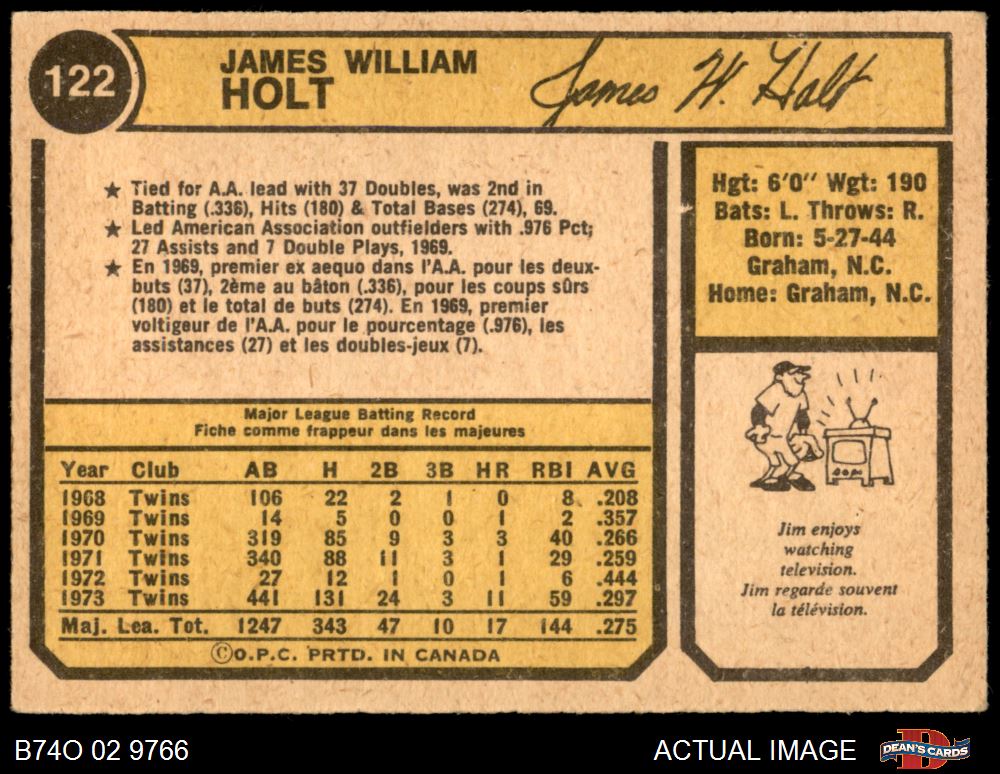 122
JAMES WILLIAM
HOLT
James W. Holt
★ Tied for A.A. lead with 37 Doubles, was 2nd in
Batting (.336), Hits (180) & Total Bases (274), 69.
★ Led American Association outfielders with .976 Pct;
27 Assists and 7 Double Plays, 1969.
★ En 1969, premier ex aequo dans l'A.A. pour les deux-
buts (37), 2ème au bâton (.336), pour les coups sûrs
(180) et le total de buts (274). En 1969, premier
voltigeur de l'A.A. pour le pourcentage (.976), les
assistances (27) et les doubles-jeux (7).
Hgt: 6'0" Wgt: 190
Bats: L. Throws: R.
Born: 5-27-44
Graham, N.C.
Home: Graham, N.C.
Major League Batting Record
Fiche comme frappeur dans les majeures
Year Club AB H 2B 3B HR RBI AVG
1968 Twins 106 22 2 1 0 8 .208
1969 Twins 14 5 0 0 1 2 .357
1970 Twins 319 85 9 3 3 40 .266
1971 Twins 340 88 11 3 1 29 .259
1972 Twins 27 12 1 0 1 6 .444
1973 Twins 441 131 24 3 11 59 .297
Maj. Lea. Tot. 1247 343 47 10 17 144 .275
©O.P.C. PRTD. IN CANADA
Jim enjoys
watching
television.
Jim regarde souvent
la télévision.
B74O 02 9766
ACTUAL IMAGE
DEAN'S CARDS